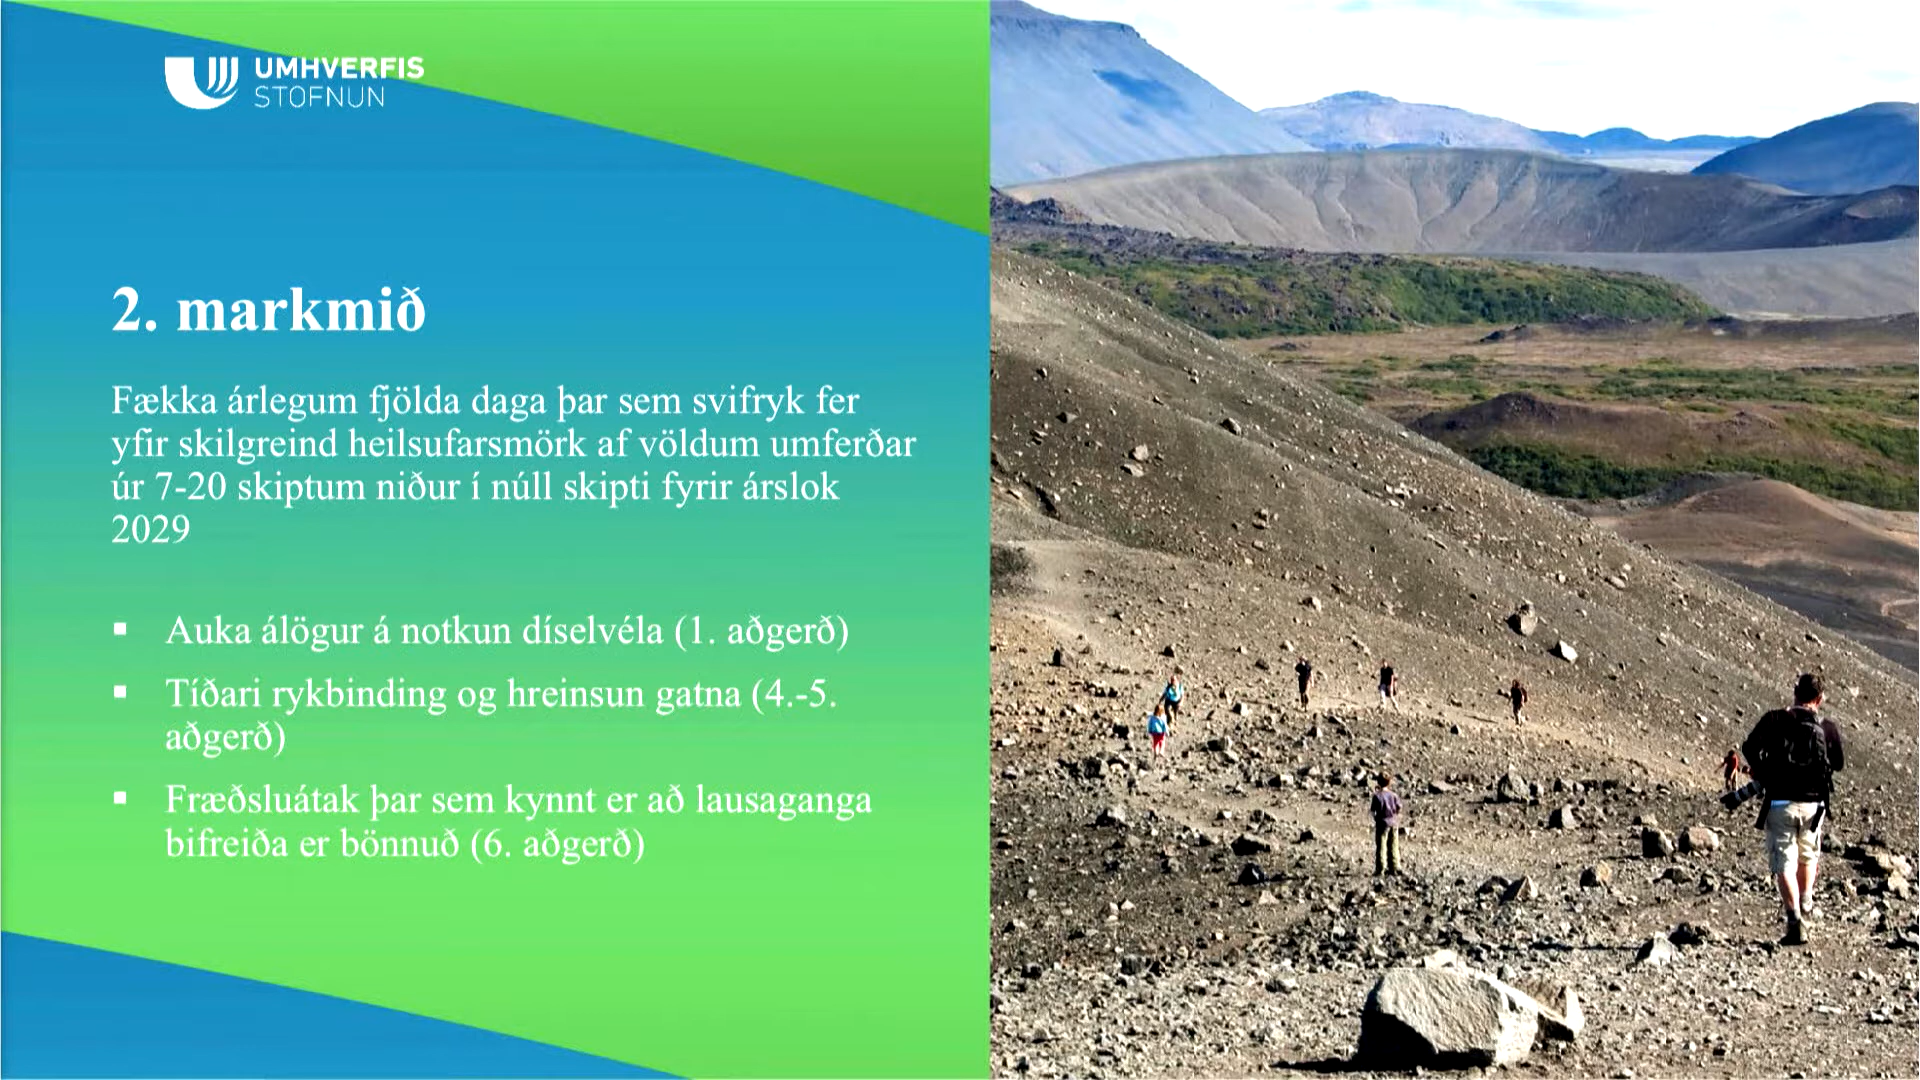 UMHVERFIS
STOFNUN
2. markmið
Fækka árlegum fjölda daga þar sem svifryk fer
yfir skilgreind heilsufarsmörk af völdum umferðar
úr 7-20 skiptum niður í núll skipti fyrir árslok
2029
▪ Auka álögur á notkun díselvéla (1. aðgerð)
▪ Tíðari rykbinding og hreinsun gatna (4.-5.
aðgerð)
▪ Fræðsluátak þar sem kynnt er að lausaganga
bifreiða er bönnuð (6. aðgerð)